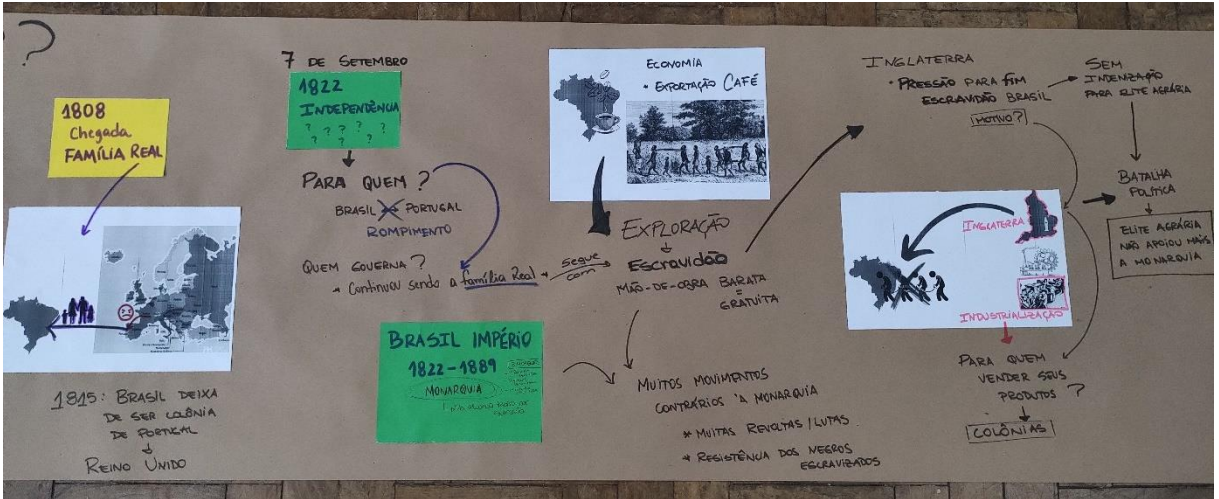 ?
1808
Chegada
FAMÍLIA REAL
1815: BRASIL DEIXA
DE SER COLÔNIA
DE PORTUGAL
REINO UNIDO
7 DE SETEMBRO
1822
INDEPENDÊNCIA
? ? ? ? ?
? ? ?
PARA QUEM?
BRASIL PORTUGAL
ROMPIMENTO
QUEM GOVERNA?
* Continuou sendo a família Real
segue
com
BRASIL IMPÉRIO
1822-1889
MONARQUIA
ECONOMIA
* EXPORTAÇÃO CAFÉ
EXPLORAÇÃO
ESCRAVIDÃO
MÃO-DE-OBRA BARATA
=
GRATUITA
MUITOS MOVIMENTOS
CONTRÁRIOS À MONARQUIA
* MUITAS REVOLTAS/LUTAS
* RESISTÊNCIA DOS NEGROS
ESCRAVIZADOS
INGLATERRA
* PRESSÃO PARA FIM
ESCRAVIDÃO BRASIL
MOTIVO?
SEM
INDENIZAÇÃO
PARA ELITE AGRÁRIA
BATALHA
POLÍTICA
ELITE AGRÁRIA
NÃO APOIOU MAIS
A MONARQUIA
INGLATERRA
INDUSTRIALIZAÇÃO
PARA QUEM
VENDER SEUS
PRODUTOS?
COLÔNIAS